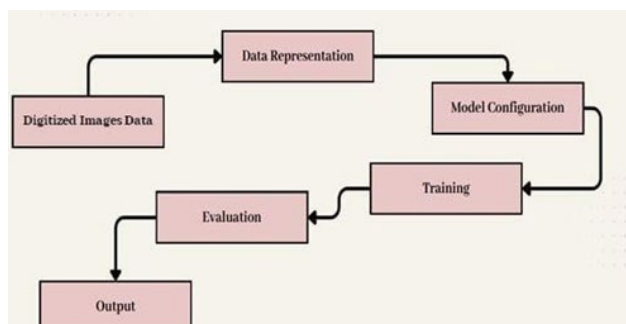 Digitized Images Data
Data Representation
Model Configuration
Training
Evaluation
Output